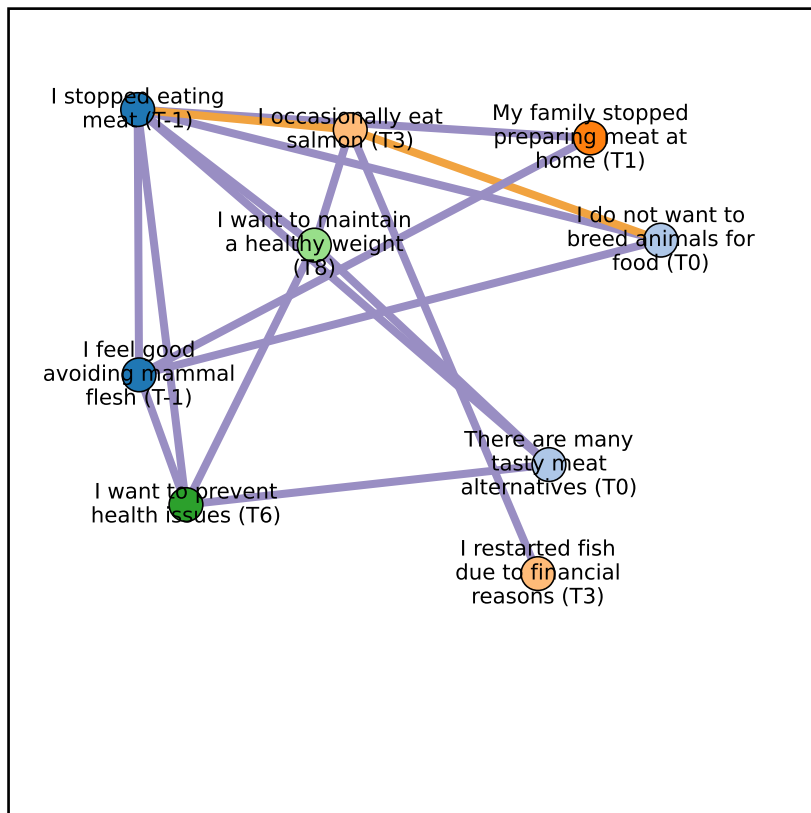 I stopped eating
meat (T-1)
I occasionally eat
salmon (T3)
My family stopped
preparing meat at
home (T1)
I want to maintain
a healthy weight
(T8)
I do not want to
breed animals for
food (T0)
I feel good
avoiding mammal
flesh (T-1)
There are many
tasty meat
alternatives (T0)
I want to prevent
health issues (T6)
I restarted fish
due to financial
reasons (T3)